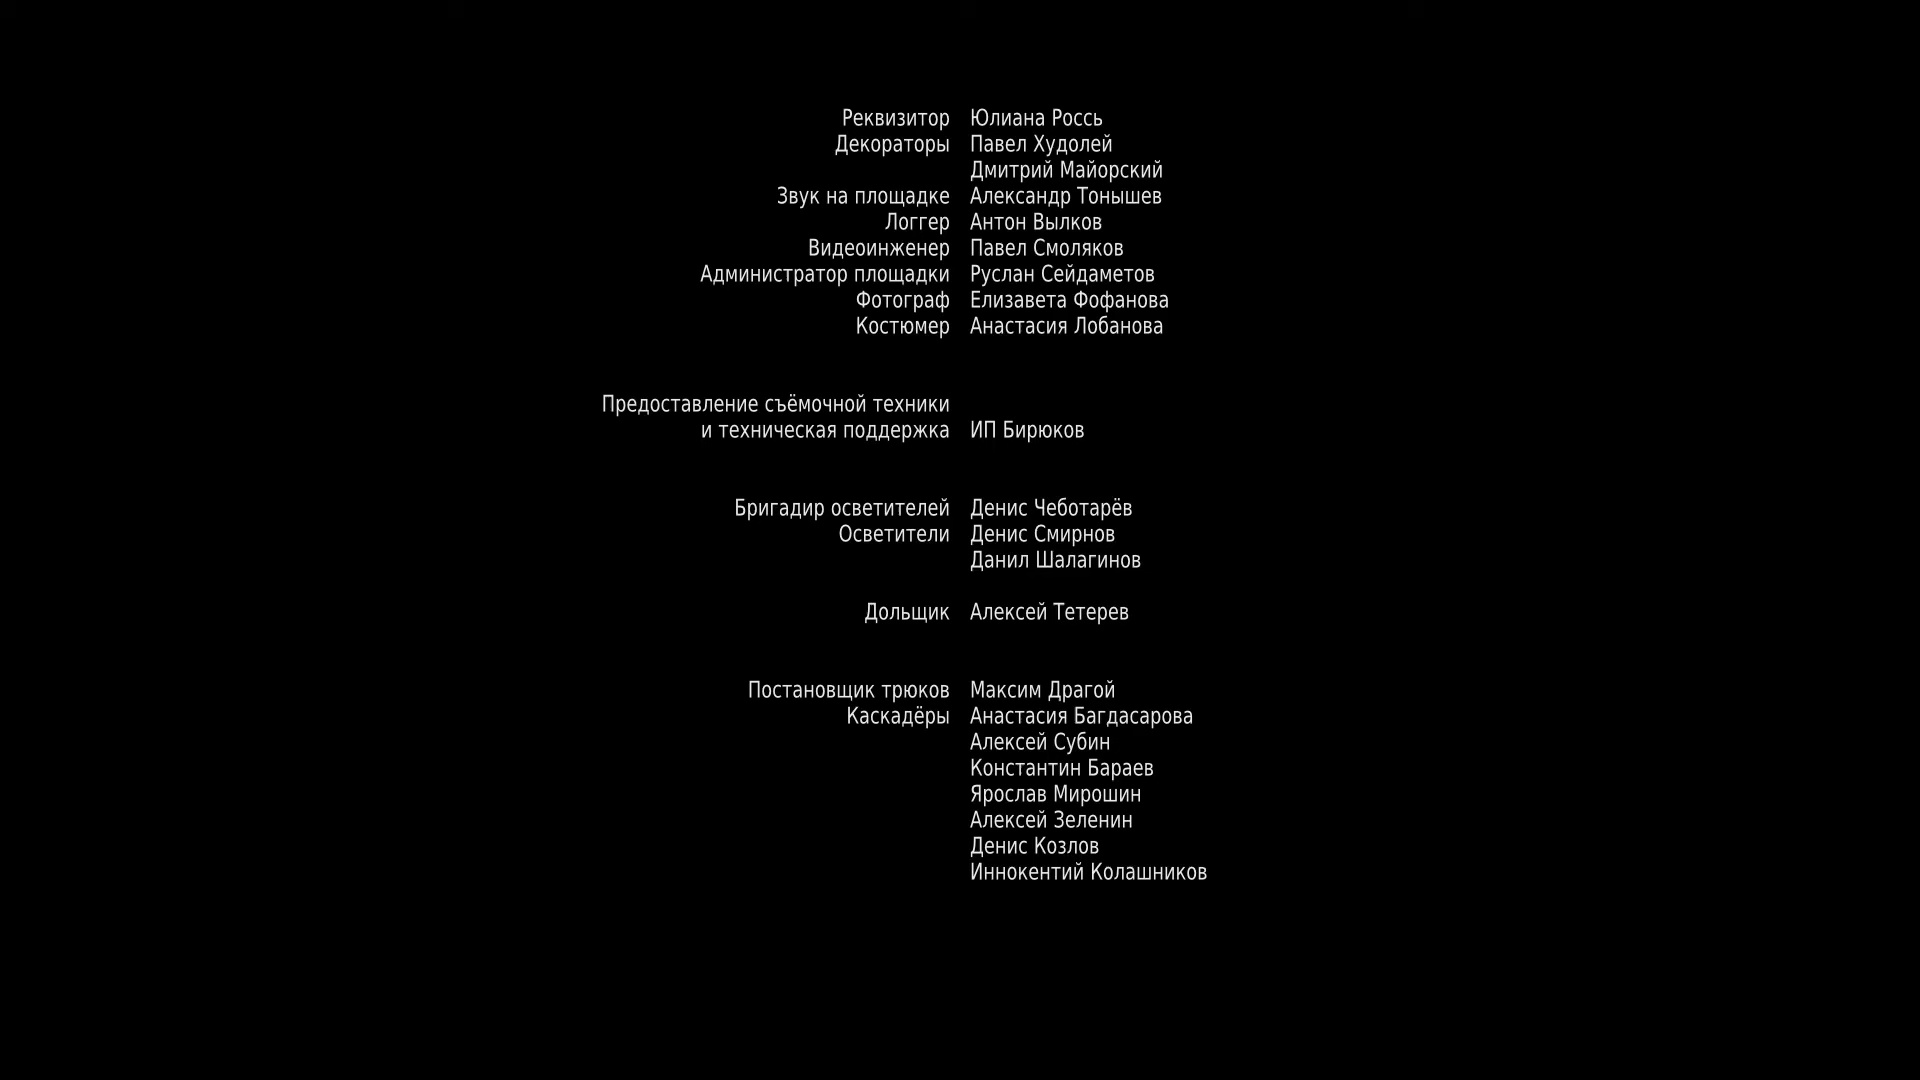 Реквизитор Юлиана Россь
Декораторы Павел Худолей
Дмитрий Майорский
Звук на площадке Александр Тонышев
Логгер Антон Вылков
Видеоинженер Павел Смоляков
Администратор площадки Руслан Сейдаметов
Фотограф Елизавета Фофанова
Костюмер Анастасия Лобанова
Предоставление съёмочной техники
и техническая поддержка ИП Бирюков
Бригадир осветителей Денис Чеботарёв
Осветители Денис Смирнов
Данил Шалагинов
Дольщик Алексей Тетерев
Постановщик трюков Максим Драгой
Каскадёры Анастасия Багдасарова
Алексей Субин
Константин Бараев
Ярослав Мирошин
Алексей Зеленин
Денис Козлов
Иннокентий Колашников